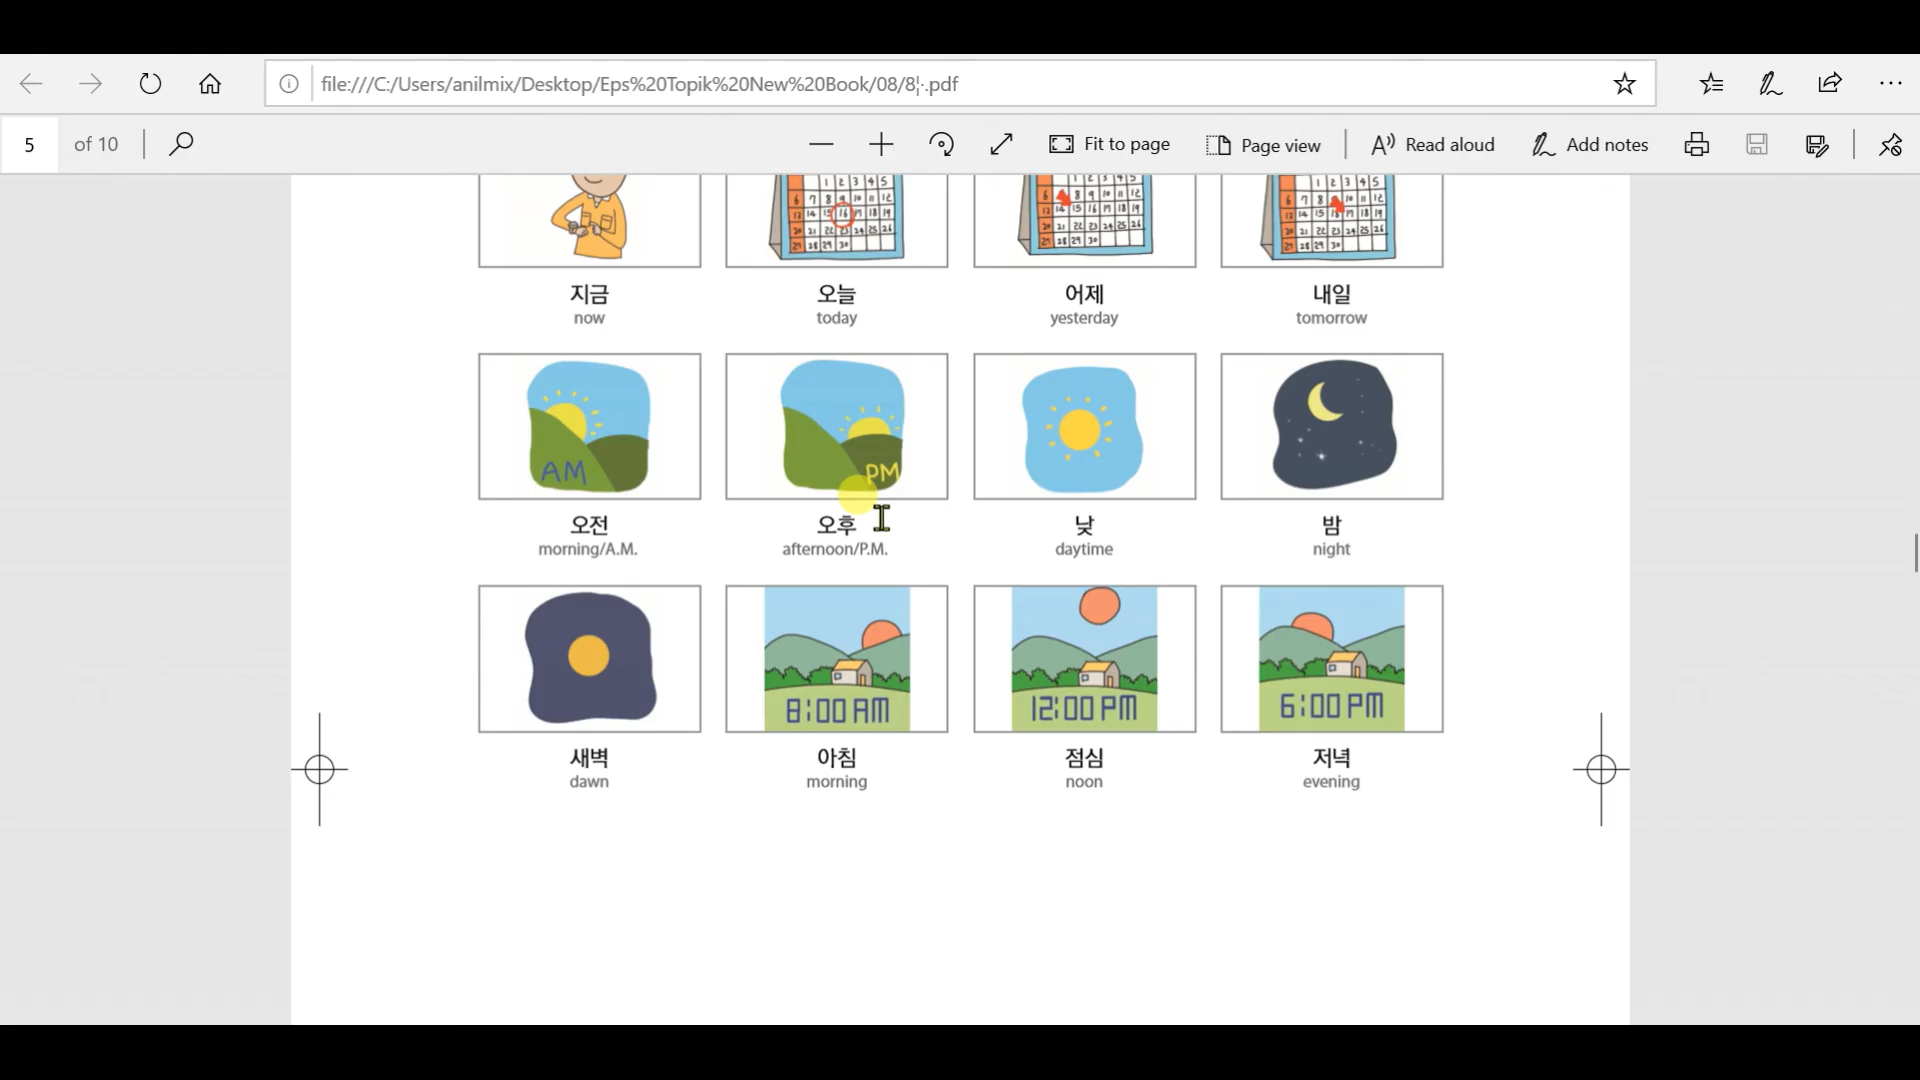 file:///C:/Users/anilmix/Desktop/Eps%20Topik%20New%20Book/08/8¦·.pdf
5 of 10
Fit to page
Page view
Read aloud
Add notes
지금 오늘 어제 내일
now today yesterday tomorrow
AM PM
오전 오후 낮 밤
morning/A.M. afternoon/P.M. daytime night
8:00 AM 12:00 PM 6:00 PM
새벽 아침 점심 저녁
dawn morning noon evening